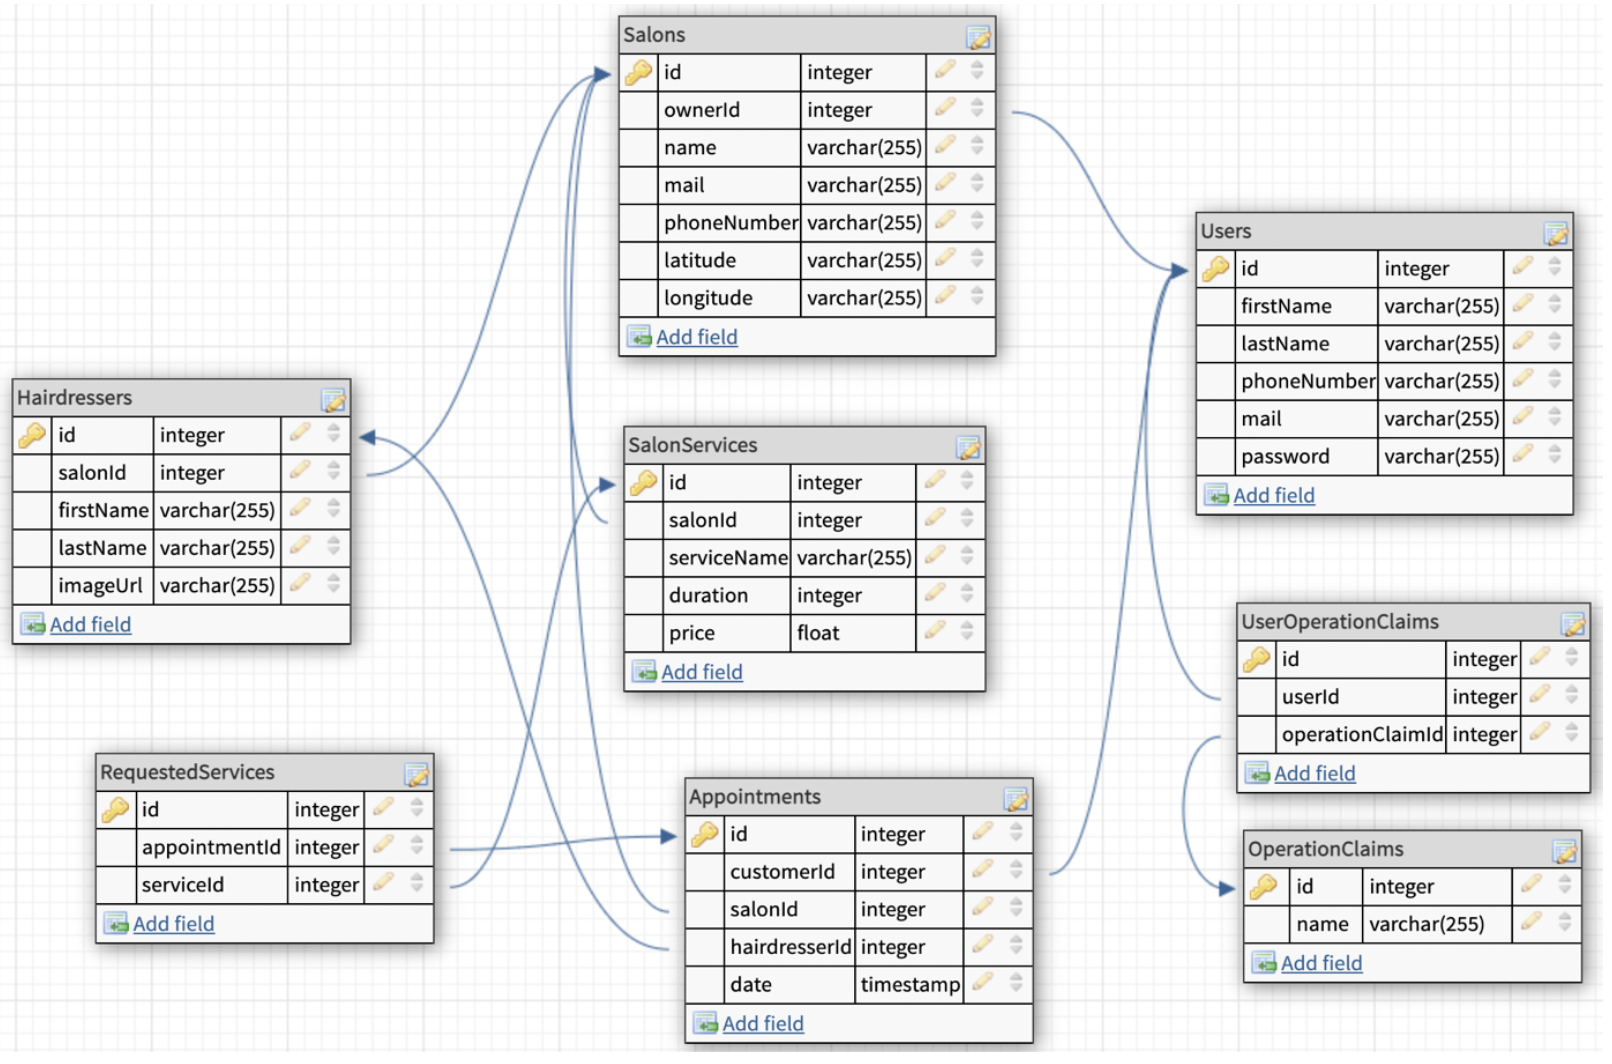 Salons
id integer
ownerId integer
name varchar(255)
mail varchar(255)
phoneNumber varchar(255)
latitude varchar(255)
longitude varchar(255)
Add field
Users
id integer
firstName varchar(255)
lastName varchar(255)
phoneNumber varchar(255)
mail varchar(255)
password varchar(255)
Add field
Hairdressers
id integer
salonId integer
firstName varchar(255)
lastName varchar(255)
imageUrl varchar(255)
Add field
SalonServices
id integer
salonId integer
serviceName varchar(255)
duration integer
price float
Add field
UserOperationClaims
id integer
userId integer
operationClaimId integer
Add field
RequestedServices
id integer
appointmentId integer
serviceId integer
Add field
Appointments
id integer
customerId integer
salonId integer
hairdresserId integer
date timestamp
Add field
OperationClaims
id integer
name varchar(255)
Add field